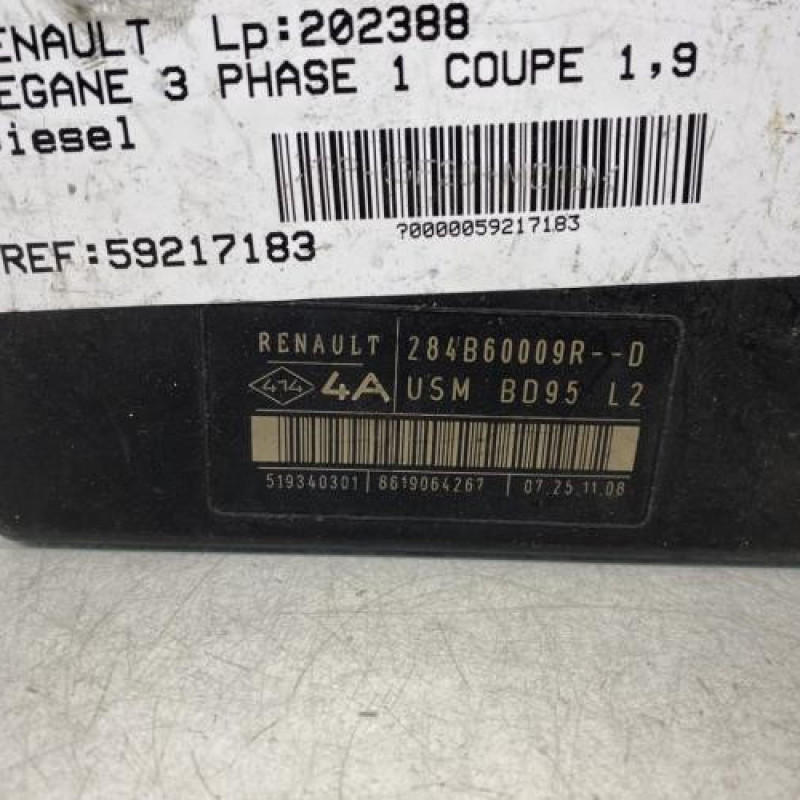 ENAULT Lp:202388
EGANE 3 PHASE 1 COUPE 1,9
iesel
REF:59217183
?0000059217183
RENAULT 284B60009R--D
414 4A USM BD95 L2
519340301 8619064267 07.25.11.08